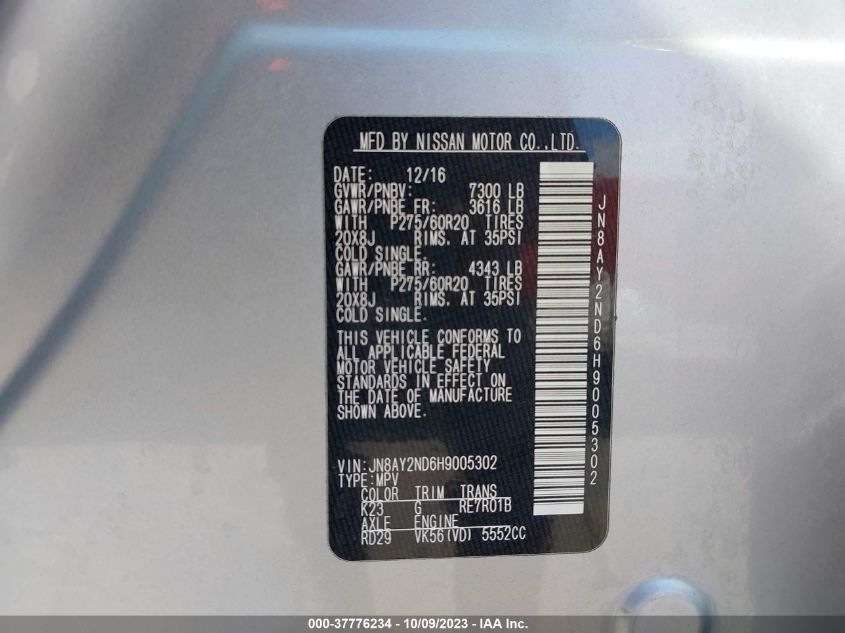 MFD BY NISSAN MOTOR CO.,LTD.
DATE: 12/16
GVWR/PNBV: 7300 LB
GAWR/PNBE FR: 3616 LB
WITH P275/60R20 TIRES
20X8J RIMS. AT 35PSI
COLD SINGLE.
GAWR/PNBE RR: 4343 LB
WITH P275/60R20 TIRES
20X8J RIMS. AT 35PSI
COLD SINGLE.
THIS VEHICLE CONFORMS TO
ALL APPLICABLE FEDERAL
MOTOR VEHICLE SAFETY
STANDARDS IN EFFECT ON
THE DATE OF MANUFACTURE
SHOWN ABOVE.
VIN:JN8AY2ND6H9005302
TYPE:MPV
COLOR TRIM TRANS
K23 G RE7R01B
AXLE ENGINE
RD29 VK56(VD) 5552CC
JN8AY2ND6H9005302
000-37776234 - 10/09/2023 - IAA Inc.